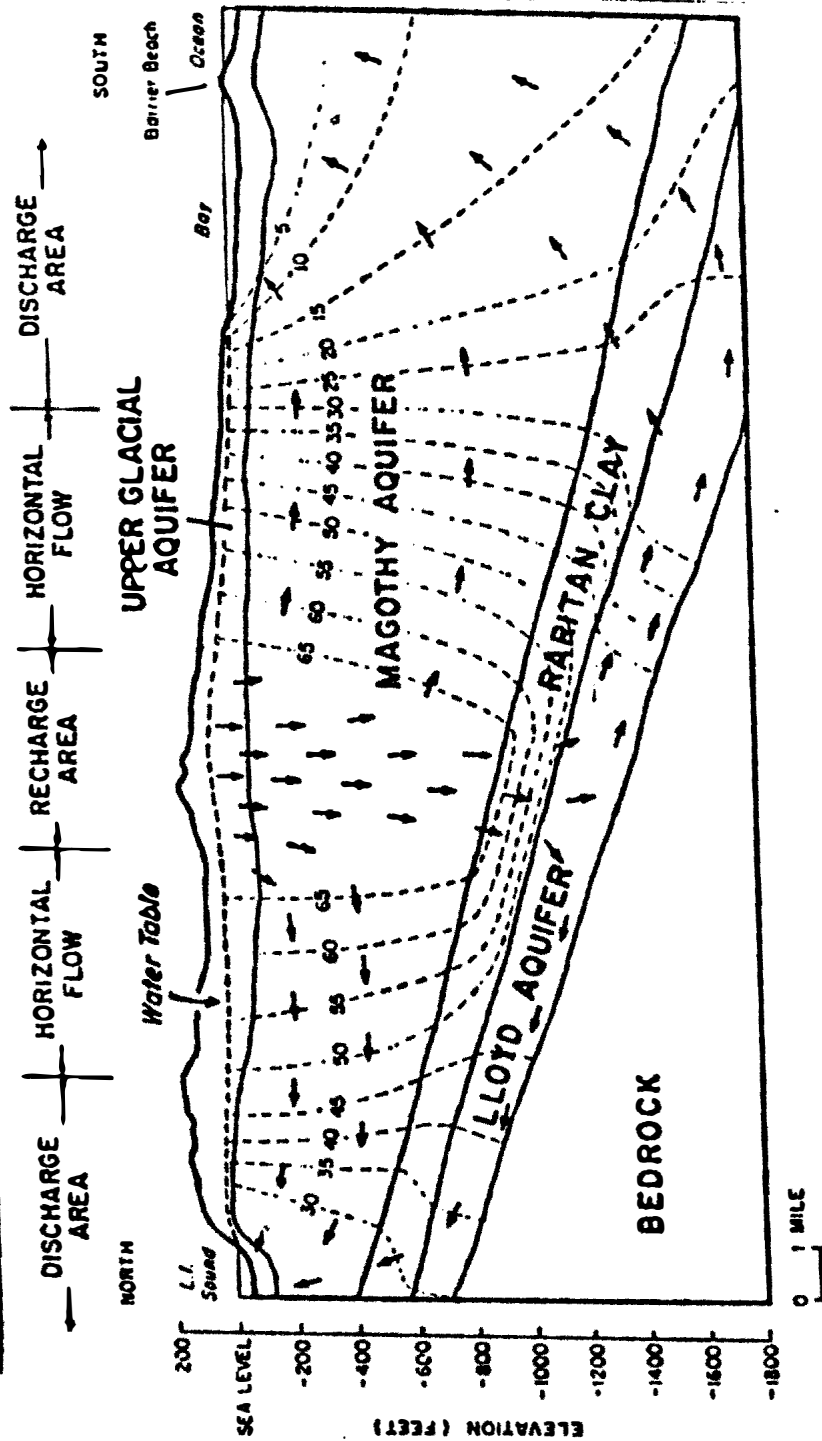 DISCHARGE
AREA
HORIZONTAL
FLOW
RECHARGE
AREA
HORIZONTAL
FLOW
DISCHARGE
AREA
NORTH
SOUTH
L.I.
Sound
Water Table
UPPER GLACIAL
AQUIFER
Bay
Barrier Beach
Ocean
200
SEA LEVEL
-200
-400
-600
-800
-1000
-1200
-1400
-1600
-1800
ELEVATION (FEET)
30
35
40
45
50
55
60
65
65
60
55
50
45
40
35
30
25
20
15
10
5
MAGOTHY AQUIFER
RARITAN CLAY
LLOYD AQUIFER
BEDROCK
0 1 MILE